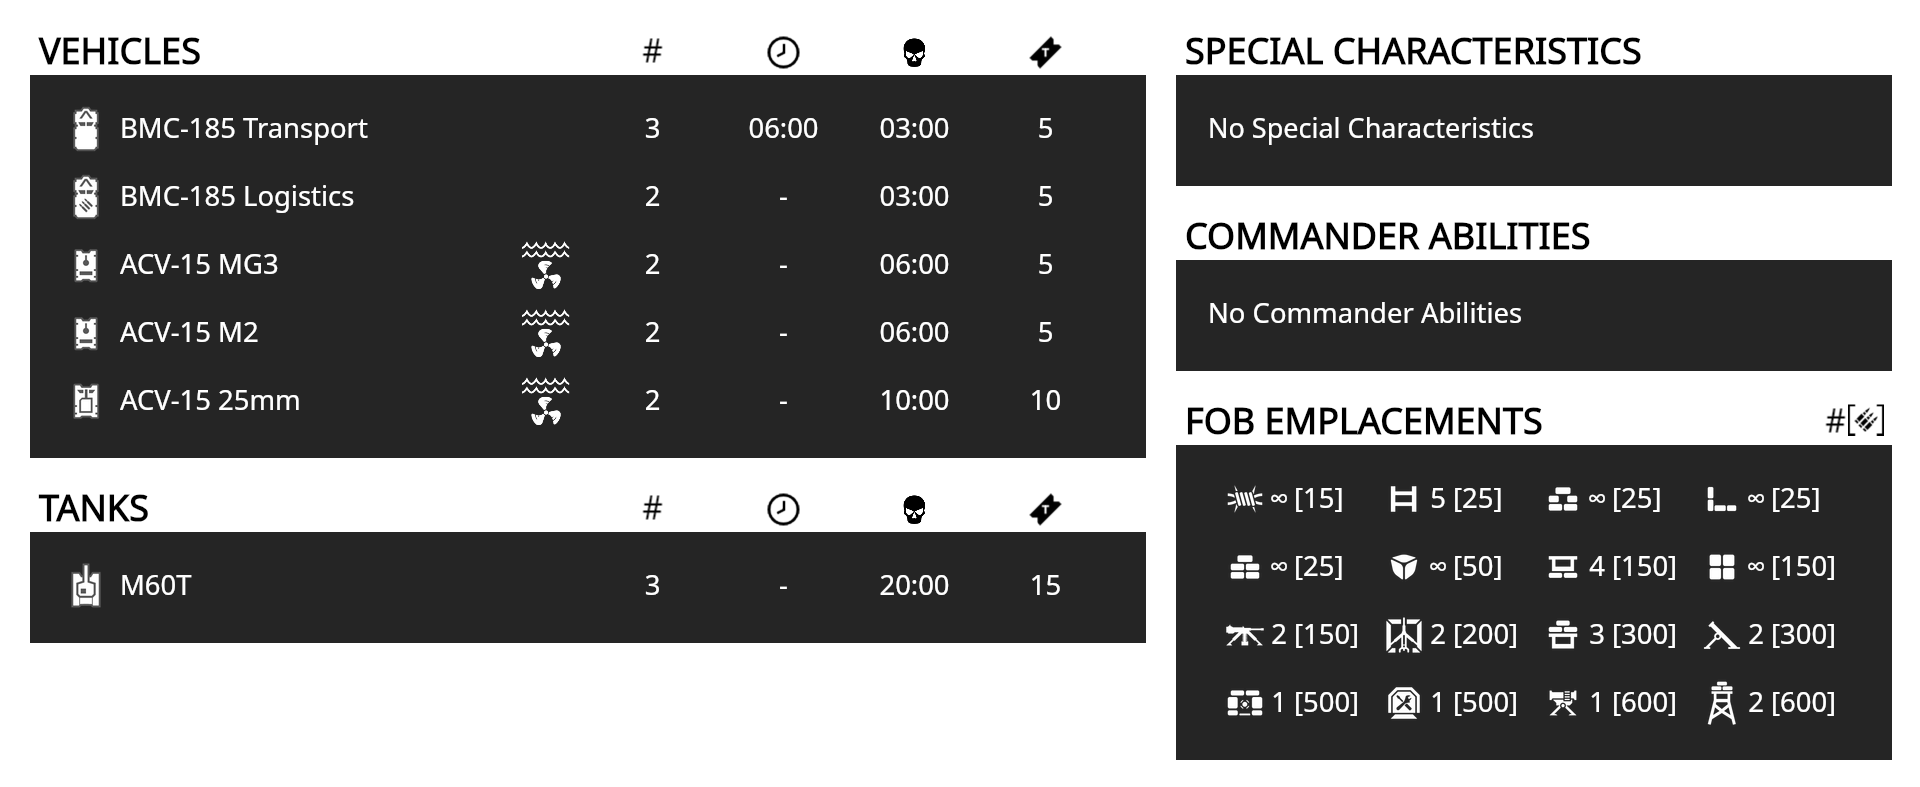 VEHICLES #
BMC-185 Transport 3 06:00 03:00 5
BMC-185 Logistics 2 - 03:00 5
ACV-15 MG3 2 - 06:00 5
ACV-15 M2 2 - 06:00 5
ACV-15 25mm 2 - 10:00 10
TANKS #
M60T 3 - 20:00 15
SPECIAL CHARACTERISTICS
No Special Characteristics
COMMANDER ABILITIES
No Commander Abilities
FOB EMPLACEMENTS #[]
∞ [15] 5 [25] ∞ [25] ∞ [25]
∞ [25] ∞ [50] 4 [150] ∞ [150]
2 [150] 2 [200] 3 [300] 2 [300]
1 [500] 1 [500] 1 [600] 2 [600]